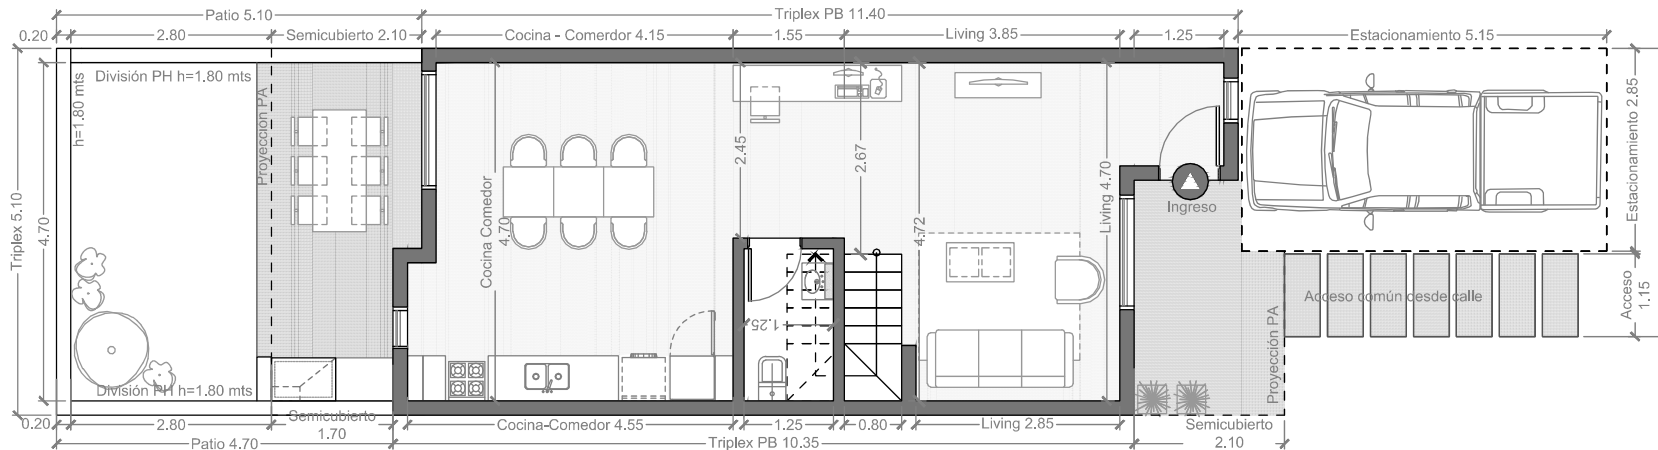 Patio 5.10
Triplex PB 11.40
0.20
2.80
Semicubierto 2.10
Cocina - Comerdor 4.15
1.55
Living 3.85
1.25
Estacionamiento 5.15
División PH h=1.80 mts
h=1.80 mts
Proyección PA
Triplex 5.10
4.70
Cocina Comedor
4.70
2.45
2.67
4.72
Living 4.70
Ingreso
Estacionamiento 2.85
Acceso
1.15
Acceso común desde calle
Proyección PA
1.25
División PH h=1.80 mts
0.20
2.80
Semicubierto
1.70
Cocina-Comedor 4.55
1.25
0.80
Living 2.85
Semicubierto
2.10
Patio 4.70
Triplex PB 10.35